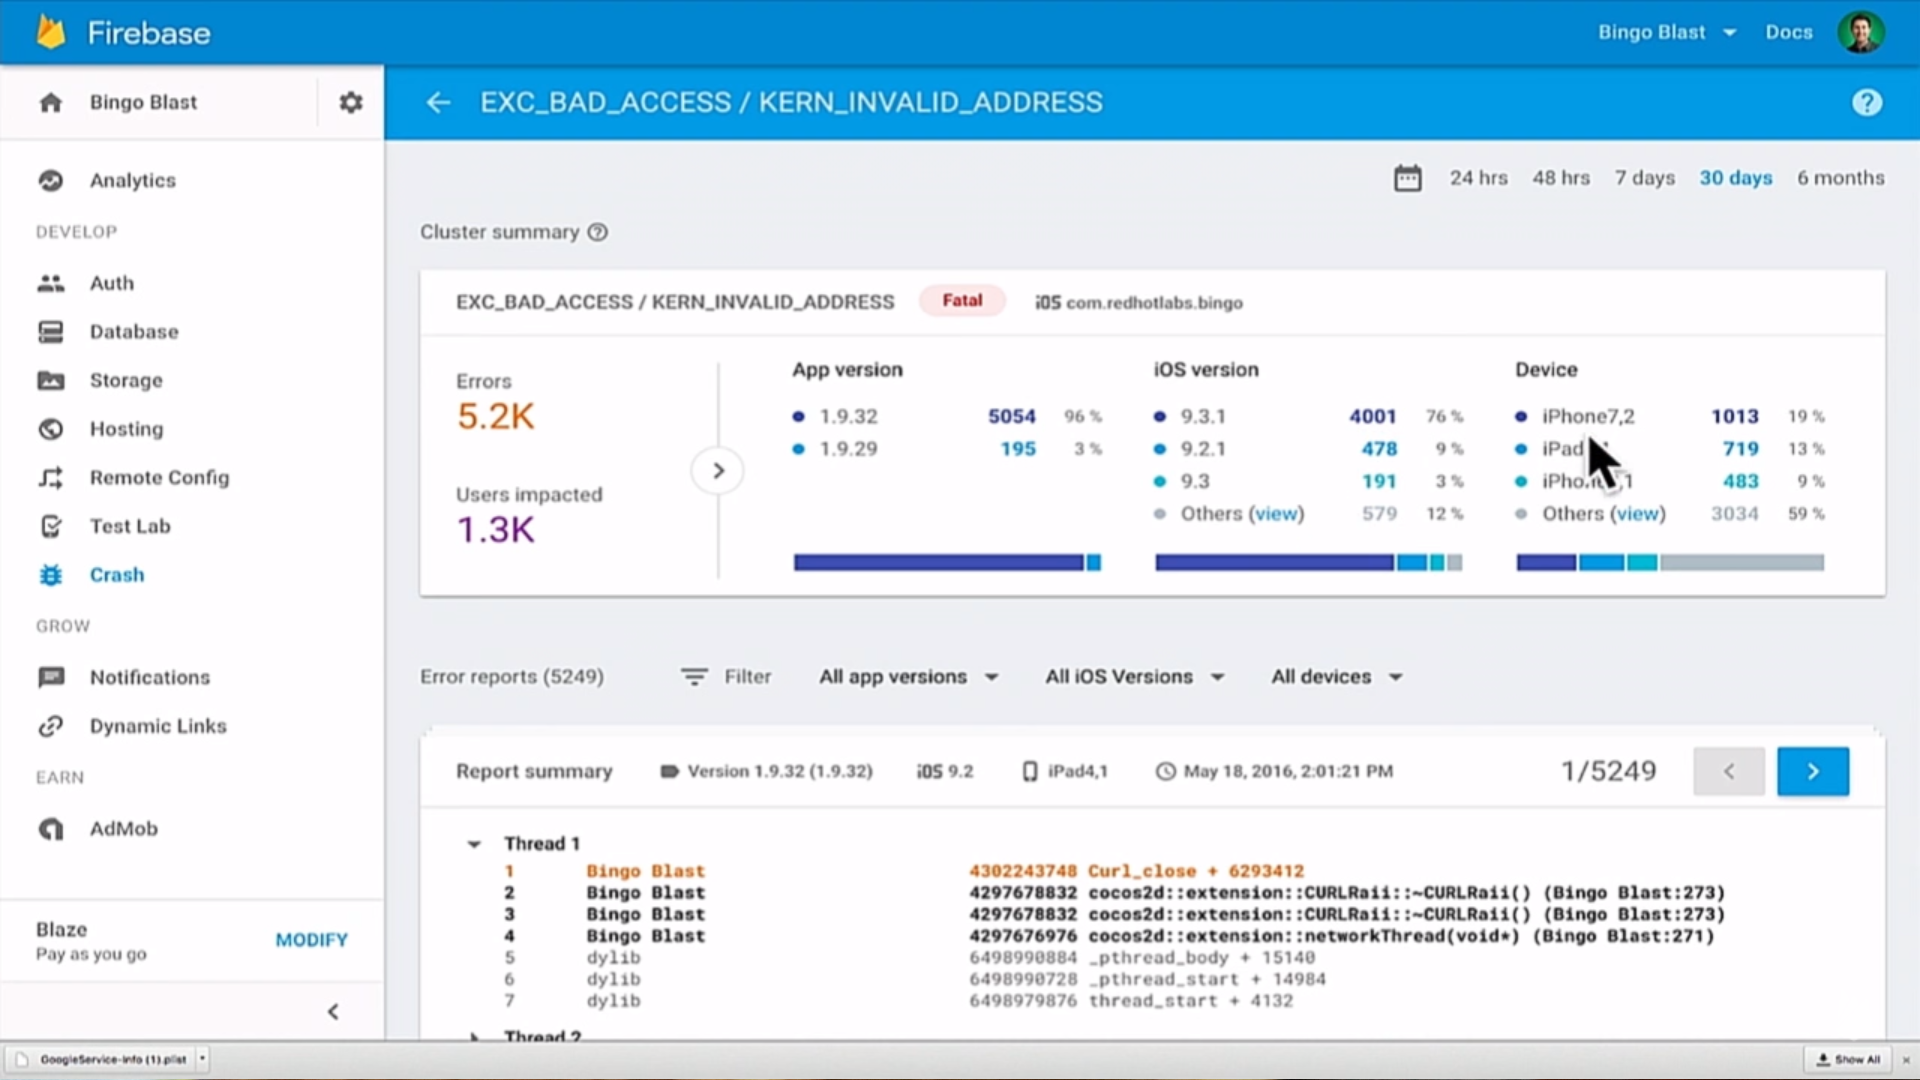 Firebase
Bingo Blast
Docs
Bingo Blast
EXC_BAD_ACCESS / KERN_INVALID_ADDRESS
Analytics
24 hrs 48 hrs 7 days 30 days 6 months
DEVELOP
Auth
Database
Storage
Hosting
Remote Config
Test Lab
Crash
GROW
Notifications
Dynamic Links
EARN
AdMob
Blaze
Pay as you go
MODIFY
Cluster summary
EXC_BAD_ACCESS / KERN_INVALID_ADDRESS Fatal iOS com.redhotlabs.bingo
Errors
5.2K
Users impacted
1.3K
App version
1.9.32 5054 96 %
1.9.29 195 3 %
iOS version
9.3.1 4001 76 %
9.2.1 478 9 %
9.3 191 3 %
Others (view) 579 12 %
Device
iPhone7,2 1013 19 %
iPad 719 13 %
483 9 %
Others (view) 3034 59 %
Error reports (5249) Filter All app versions All iOS Versions All devices
Report summary Version 1.9.32 (1.9.32) iOS 9.2 iPad4,1 May 18, 2016, 2:01:21 PM 1/5249
Thread 1
1 Bingo Blast 4302243748 Curl_close + 6293412
2 Bingo Blast 4297678832 cocos2d::extension::CURLRaii::~CURLRaii() (Bingo Blast:273)
3 Bingo Blast 4297678832 cocos2d::extension::CURLRaii::~CURLRaii() (Bingo Blast:273)
4 Bingo Blast 4297676976 cocos2d::extension::networkThread(void*) (Bingo Blast:271)
5 dylib 6498990884 _pthread_body + 15140
6 dylib 6498990728 _pthread_start + 14984
7 dylib 6498979876 thread_start + 4132
Thread 2
GoogleService-Info (1).plist
Show All